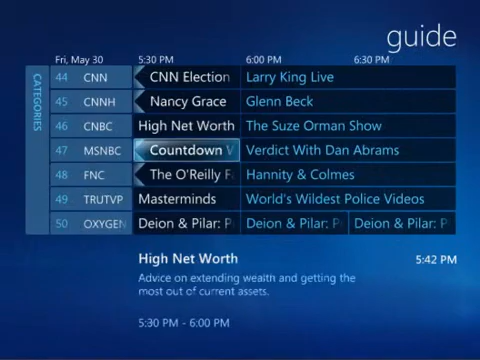 guide
Fri, May 30 5:30 PM 6:00 PM 6:30 PM
CATEGORIES
44 CNN CNN Election Larry King Live
45 CNNH Nancy Grace Glenn Beck
46 CNBC High Net Worth The Suze Orman Show
47 MSNBC Countdown Verdict With Dan Abrams
48 FNC The O'Reilly Hannity & Colmes
49 TRUTVP Masterminds World's Wildest Police Videos
50 OXYGEN Deion & Pilar: P Deion & Pilar: P Deion & Pilar: P
High Net Worth 5:42 PM
Advice on extending wealth and getting the
most out of current assets.
5:30 PM - 6:00 PM